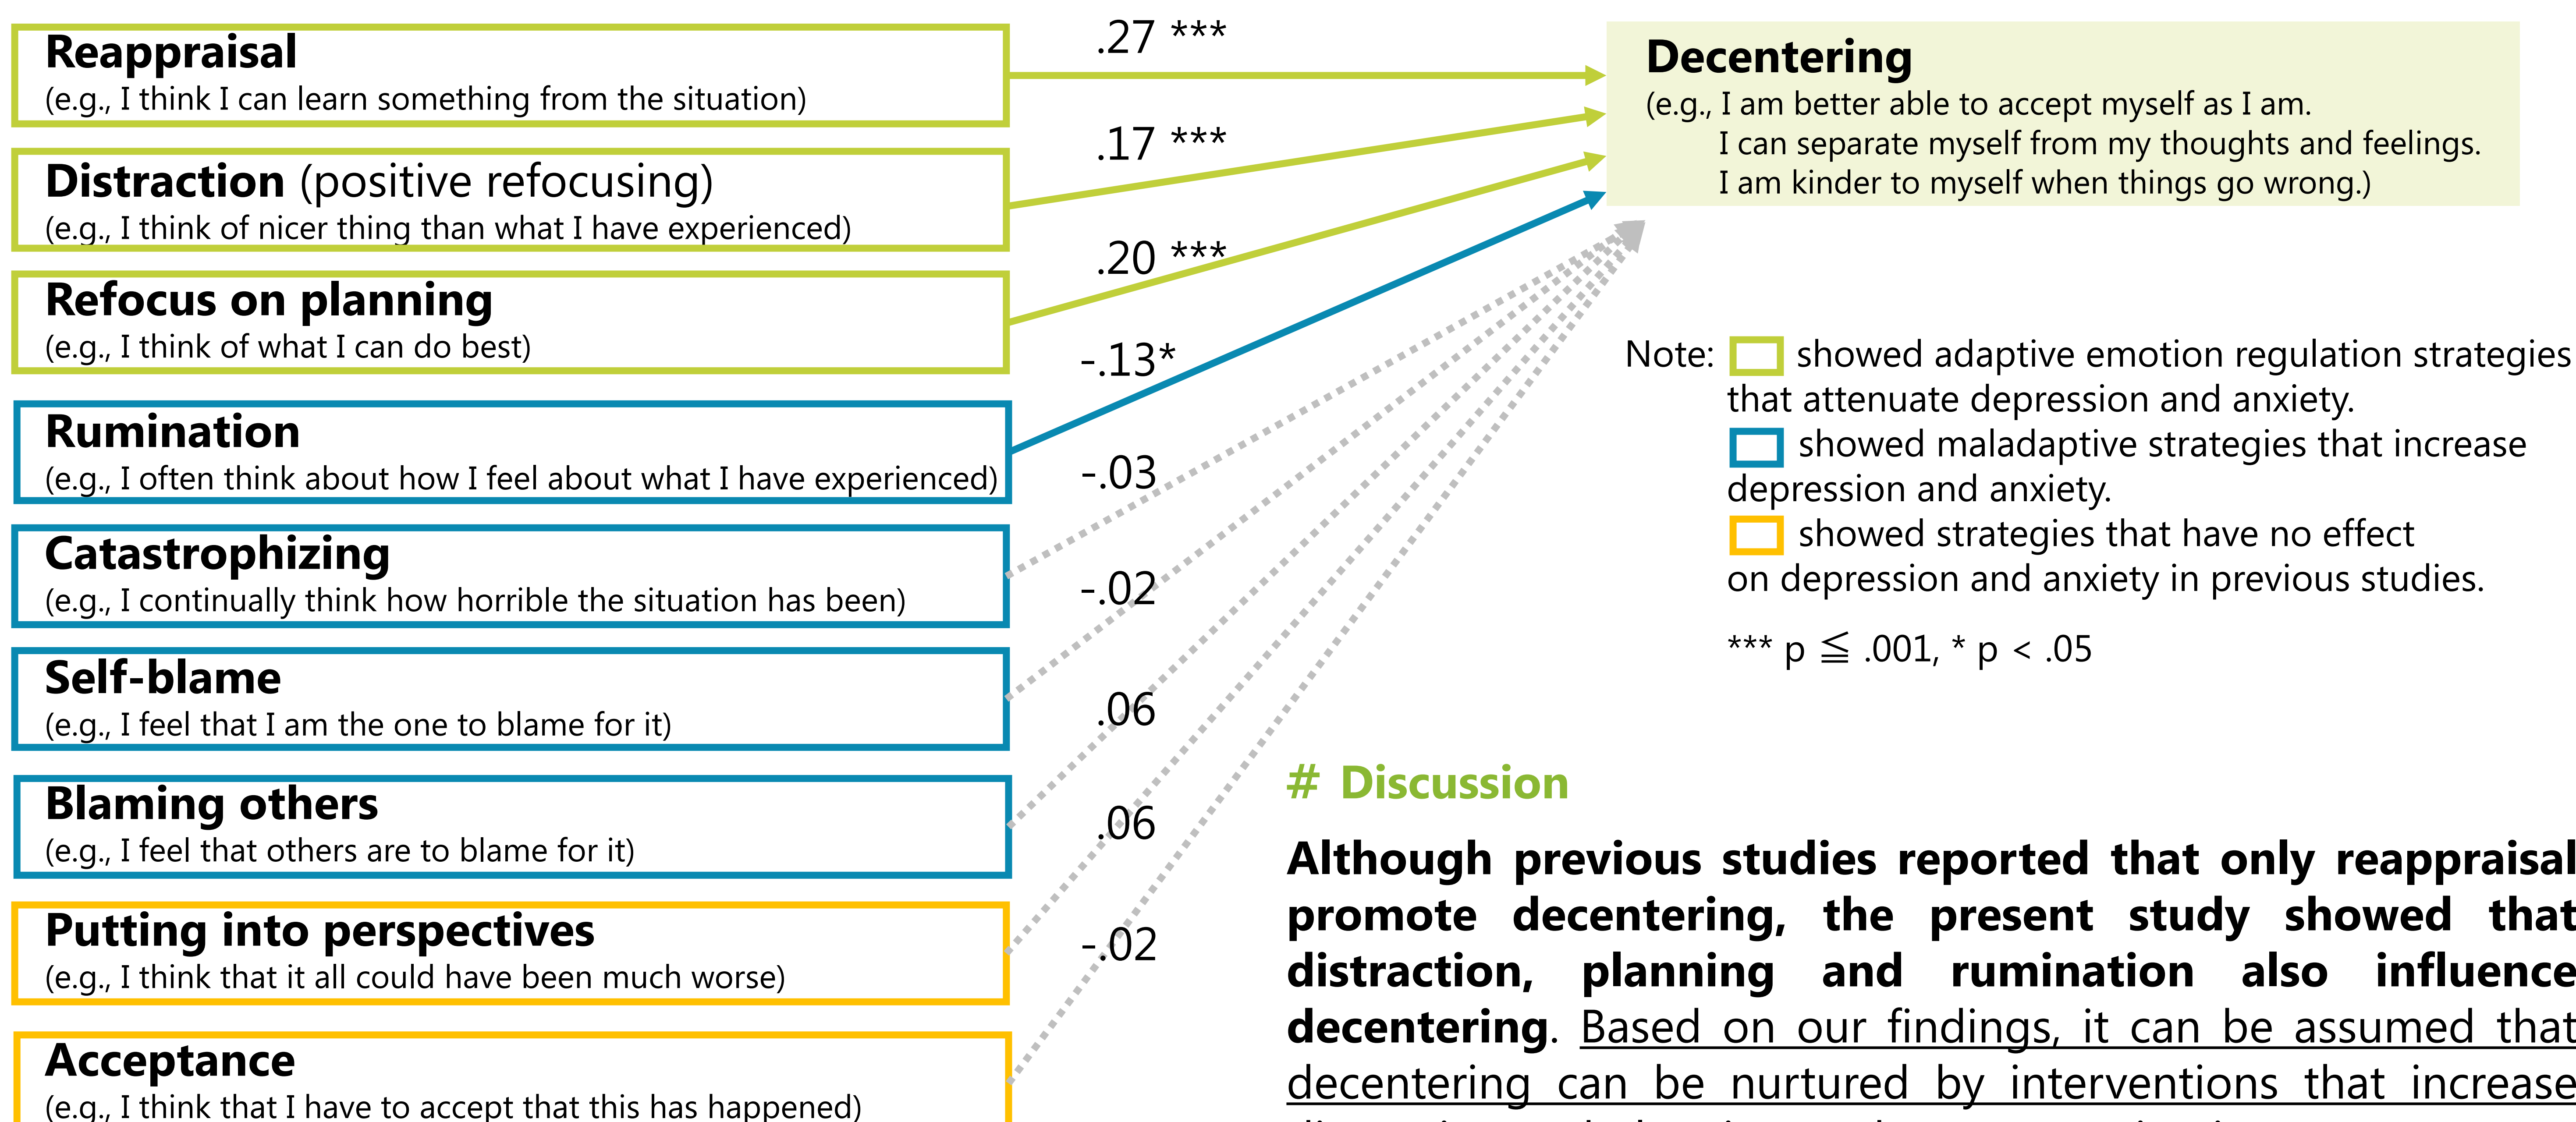 Reappraisal
(e.g., I think I can learn something from the situation)
Distraction (positive refocusing)
(e.g., I think of nicer thing than what I have experienced)
Refocus on planning
(e.g., I think of what I can do best)
Rumination
(e.g., I often think about how I feel about what I have experienced)
Catastrophizing
(e.g., I continually think how horrible the situation has been)
Self-blame
(e.g., I feel that I am the one to blame for it)
Blaming others
(e.g., I feel that others are to blame for it)
Putting into perspectives
(e.g., I think that it all could have been much worse)
Acceptance
(e.g., I think that I have to accept that this has happened)
.27 ***
.17 ***
.20 ***
-.13*
-.03
-.02
.06
.06
-.02
Decentering
(e.g., I am better able to accept myself as I am.
I can separate myself from my thoughts and feelings.
I am kinder to myself when things go wrong.)
Note: showed adaptive emotion regulation strategies
that attenuate depression and anxiety.
showed maladaptive strategies that increase
depression and anxiety.
showed strategies that have no effect
on depression and anxiety in previous studies.
*** p ≦ .001, * p < .05
# Discussion
Although previous studies reported that only reappraisal
promote decentering, the present study showed that
distraction, planning and rumination also influence
decentering. Based on our findings, it can be assumed that
decentering can be nurtured by interventions that increase